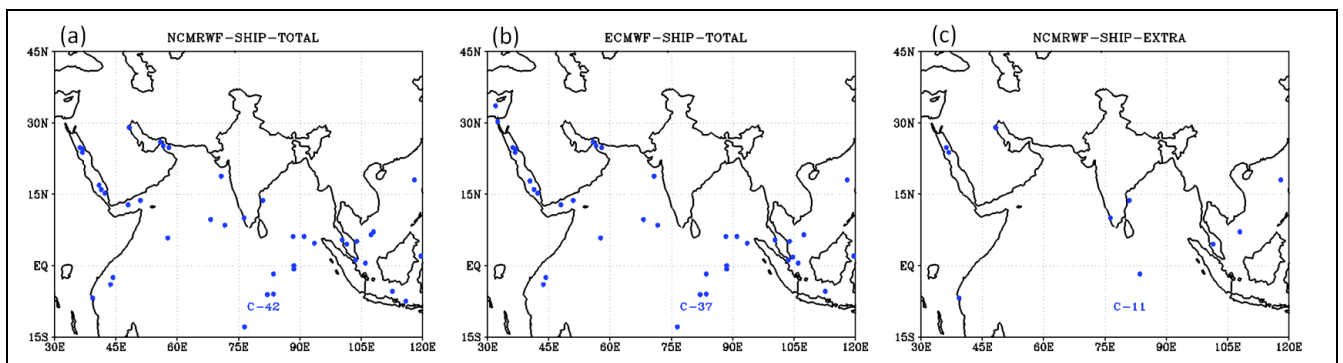 (a) NCMRWF-SHIP-TOTAL
45N
30N
15N
EQ
15S
C-42
30E 45E 60E 75E 90E 105E 120E
(b) ECMWF-SHIP-TOTAL
45N
30N
15N
EQ
15S
C-37
30E 45E 60E 75E 90E 105E 120E
(c) NCMRWF-SHIP-EXTRA
45N
30N
15N
EQ
15S
C-11
30E 45E 60E 75E 90E 105E 120E